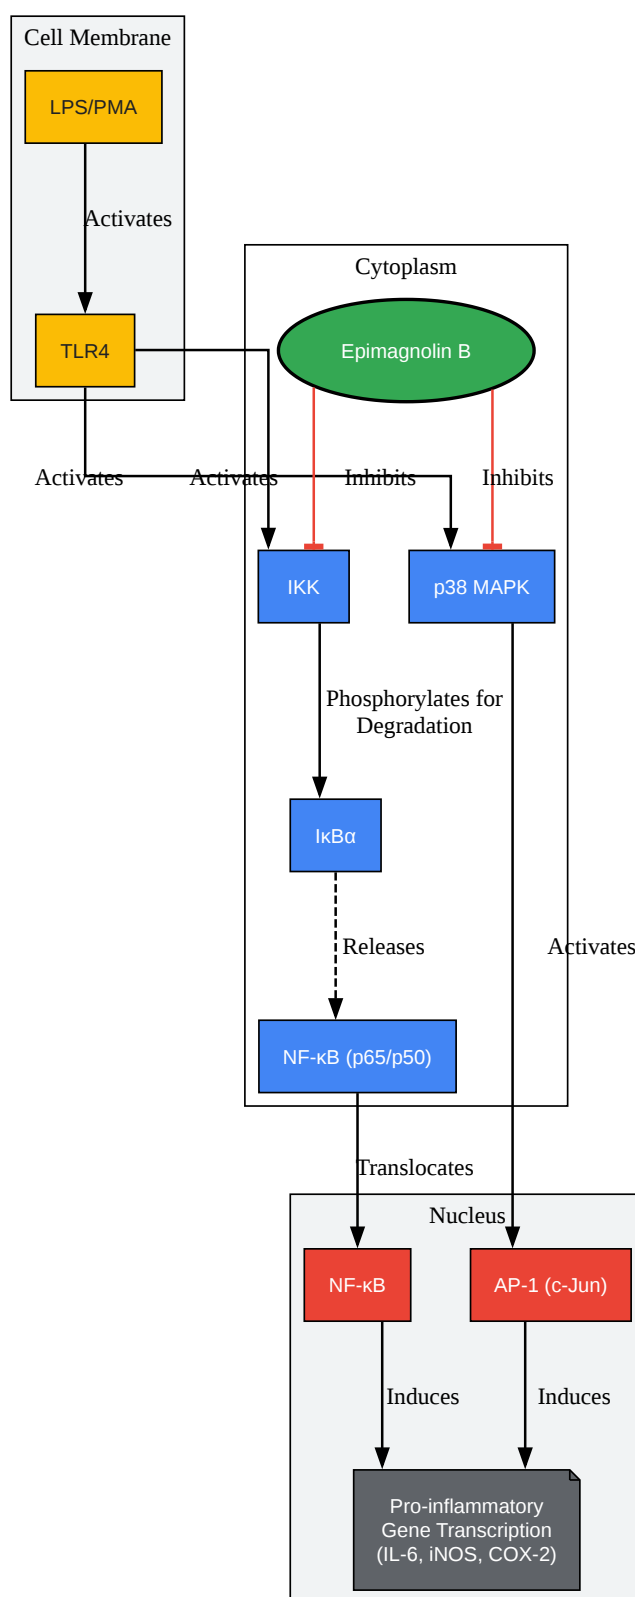 Cell Membrane
LPS/PMA
Activates
TLR4
Cytoplasm
Epimagnolin B
Activates
Activates
Inhibits
Inhibits
IKK
p38 MAPK
Phosphorylates for
Degradation
IκBα
Releases
Activates
NF-κB (p65/p50)
Translocates
Nucleus
NF-κB
AP-1 (c-Jun)
Induces
Induces
Pro-inflammatory
Gene Transcription
(IL-6, iNOS, COX-2)